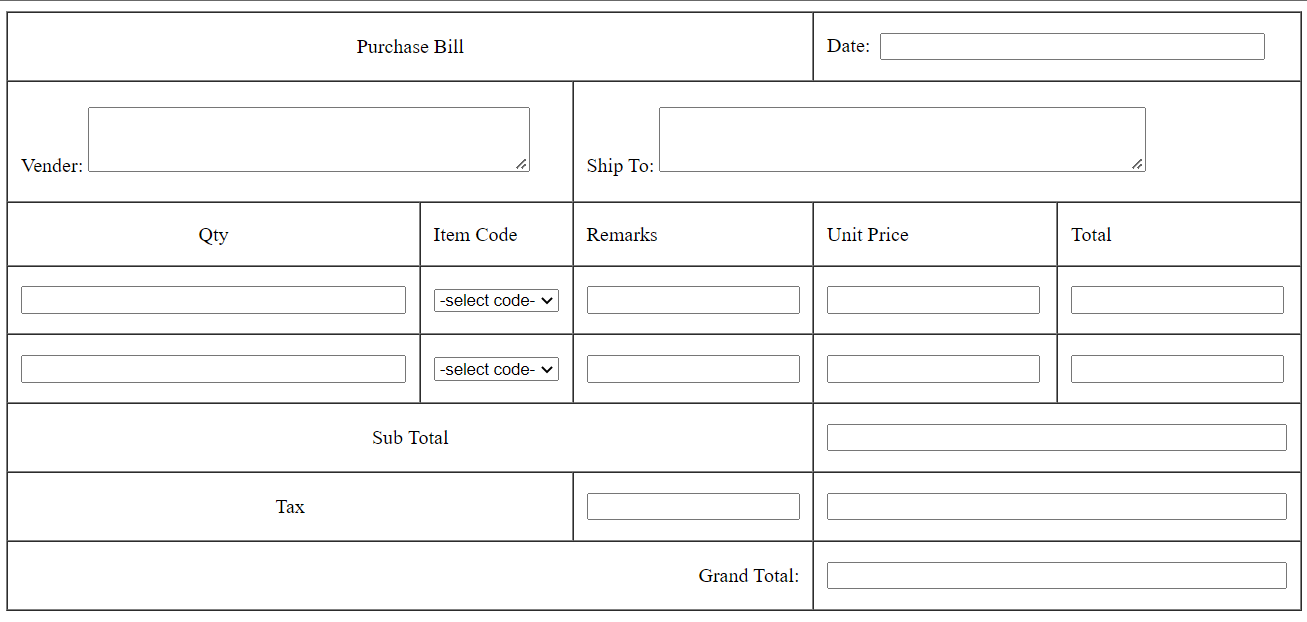 Purchase Bill Date:
Vender: Ship To:
Qty Item Code Remarks Unit Price Total
-select code-
-select code-
Sub Total
Tax
Grand Total: